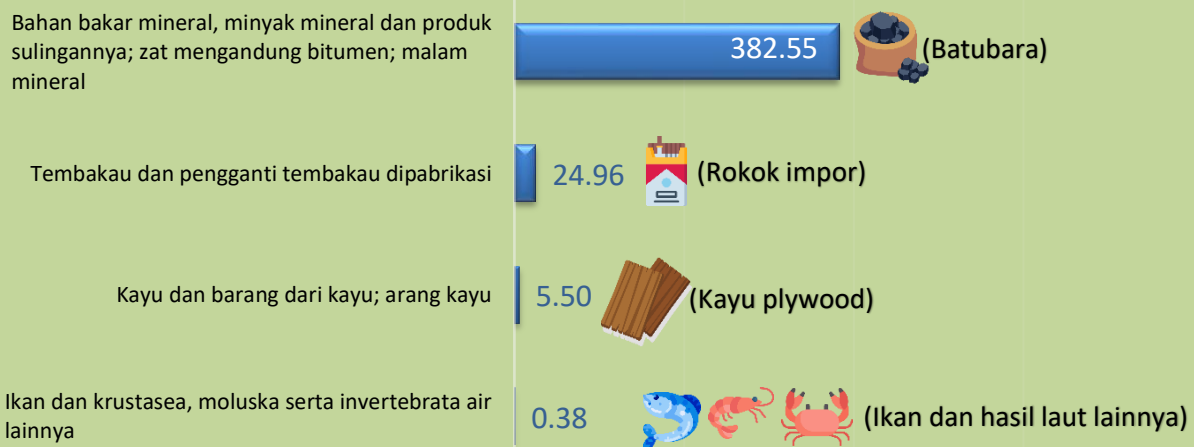 Bahan bakar mineral, minyak mineral dan produk
sulingannya; zat mengandung bitumen; malam
mineral
382.55
(Batubara)
Tembakau dan pengganti tembakau dipabrikasi
24.96
(Rokok impor)
Kayu dan barang dari kayu; arang kayu
5.50
(Kayu plywood)
Ikan dan krustasea, moluska serta invertebrata air
lainnya
0.38
(Ikan dan hasil laut lainnya)